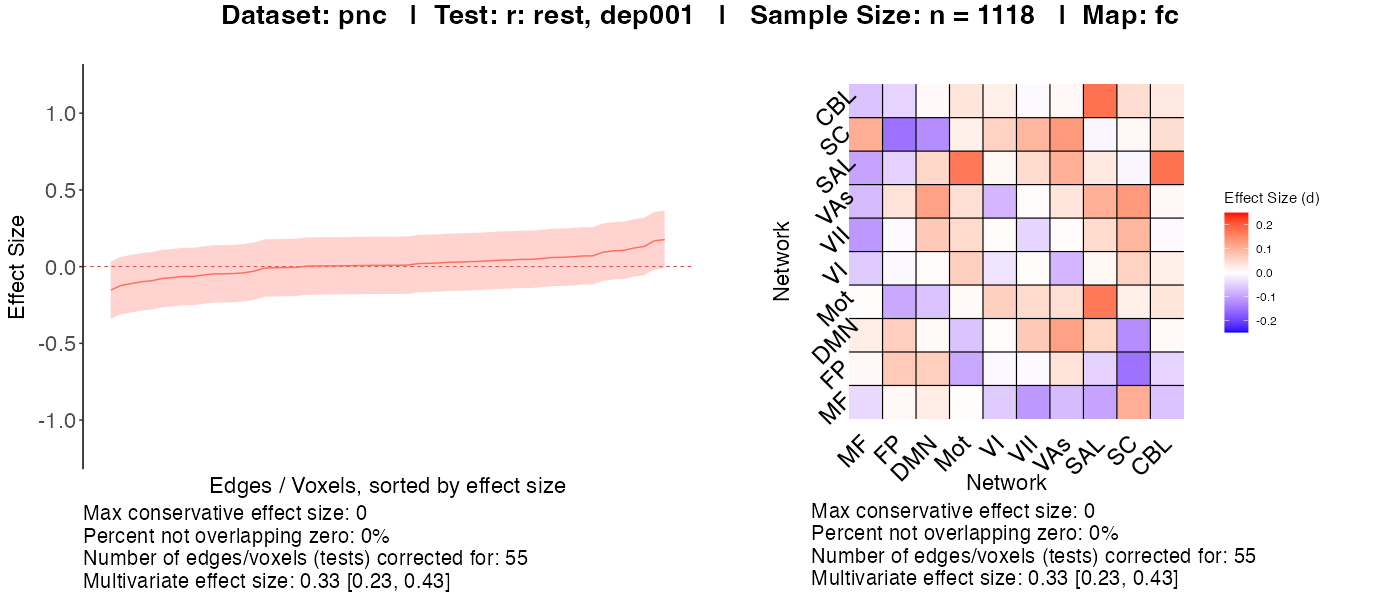 Dataset: pnc | Test: r: rest, dep001 | Sample Size: n = 1118 | Map: fc
Effect Size
1.0
0.5
0.0
-0.5
-1.0
Edges / Voxels, sorted by effect size
Max conservative effect size: 0
Percent not overlapping zero: 0%
Number of edges/voxels (tests) corrected for: 55
Multivariate effect size: 0.33 [0.23, 0.43]
Network
CBL
SC
SAL
VAs
VII
VI
Mot
DMN
FP
MF
MF FP DMN Mot VI VII VAs SAL SC CBL
Network
Effect Size (d)
0.2
0.1
0.0
-0.1
-0.2
Max conservative effect size: 0
Percent not overlapping zero: 0%
Number of edges/voxels (tests) corrected for: 55
Multivariate effect size: 0.33 [0.23, 0.43]